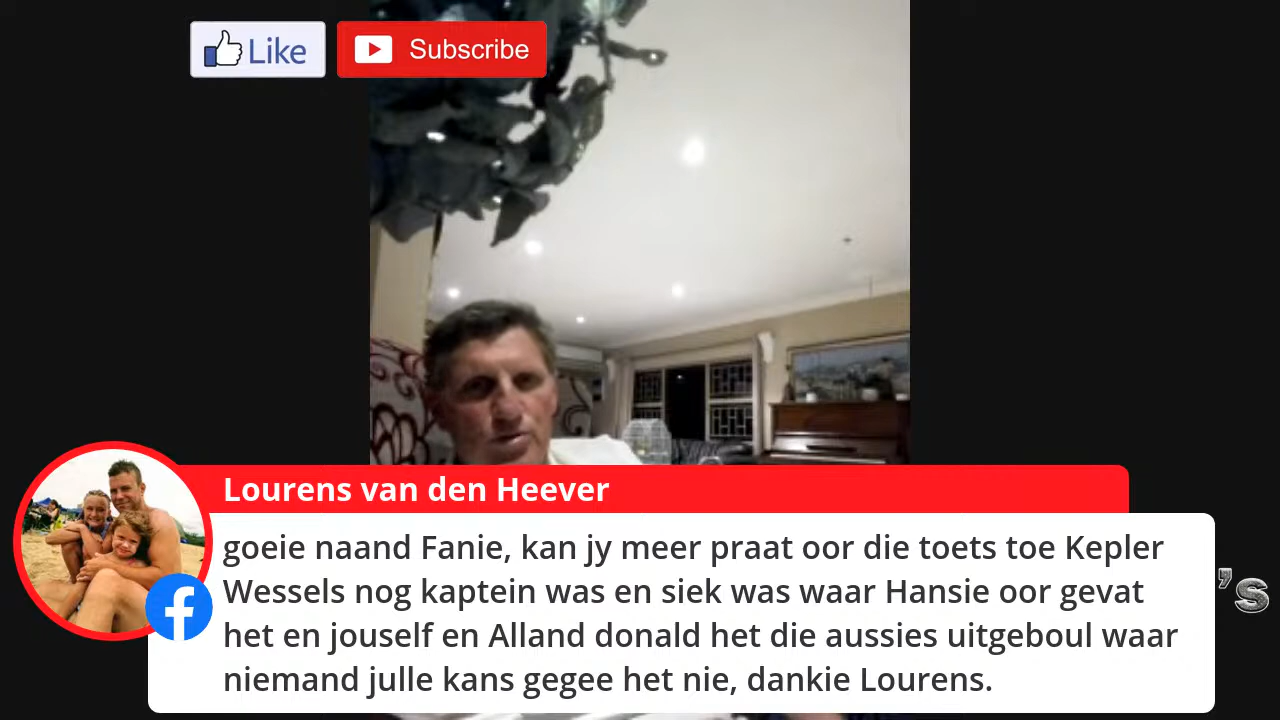 Like
Subscribe
Lourens van den Heever
goeie naand Fanie, kan jy meer praat oor die toets toe Kepler
Wessels nog kaptein was en siek was waar Hansie oor gevat
het en jouself en Alland donald het die aussies uitgeboul waar
niemand julle kans gegee het nie, dankie Lourens.
's